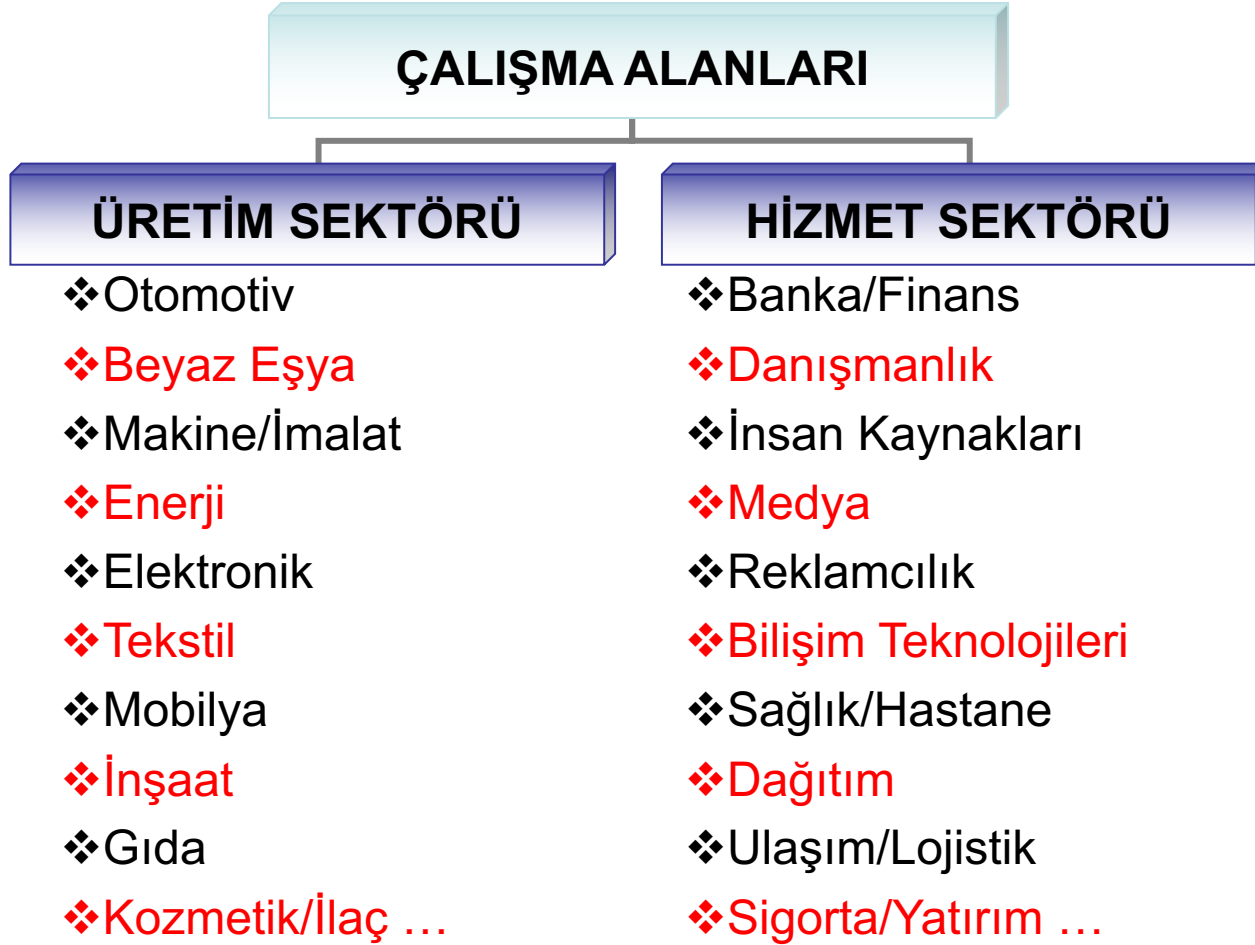 ÇALIŞMA ALANLARI
ÜRETİM SEKTÖRÜ
❖Otomotiv
❖Beyaz Eşya
❖Makine/İmalat
❖Enerji
❖Elektronik
❖Tekstil
❖Mobilya
❖İnşaat
❖Gıda
❖Kozmetik/İlaç …
HİZMET SEKTÖRÜ
❖Banka/Finans
❖Danışmanlık
❖İnsan Kaynakları
❖Medya
❖Reklamcılık
❖Bilişim Teknolojileri
❖Sağlık/Hastane
❖Dağıtım
❖Ulaşım/Lojistik
❖Sigorta/Yatırım …